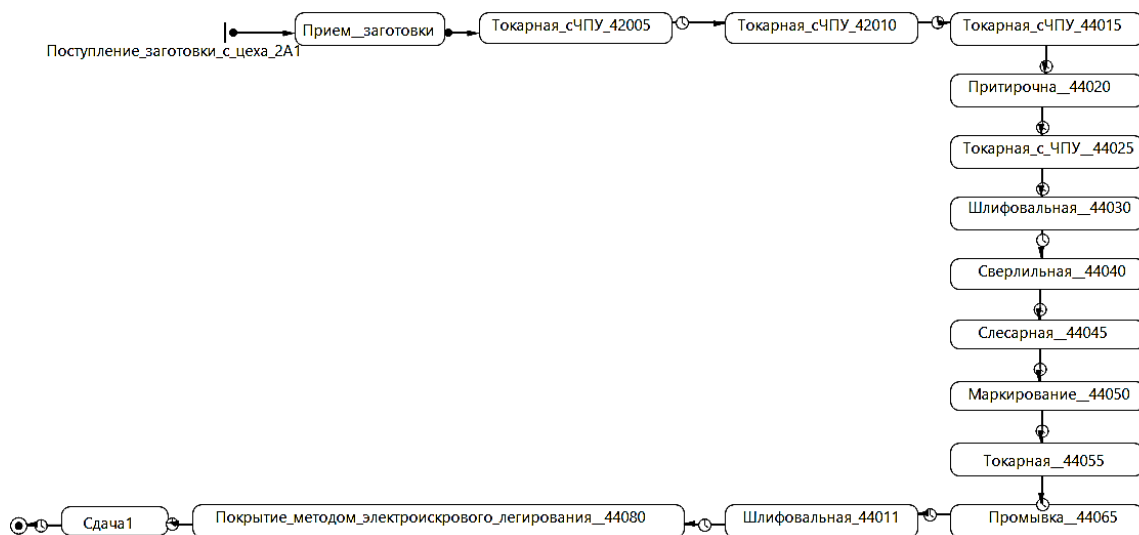 Прием__заготовки
Токарная_сЧПУ_42005
Токарная_сЧПУ_42010
Токарная_сЧПУ_44015
Поступление_заготовки_с_цеха_2А1
Притирочна__44020
Токарная_с_ЧПУ__44025
Шлифовальная__44030
Сверлильная__44040
Слесарная__44045
Маркирование__44050
Токарная__44055
Сдача1
Покрытие_методом_электроискрового_легирования__44080
Шлифовальная_44011
Промывка__44065